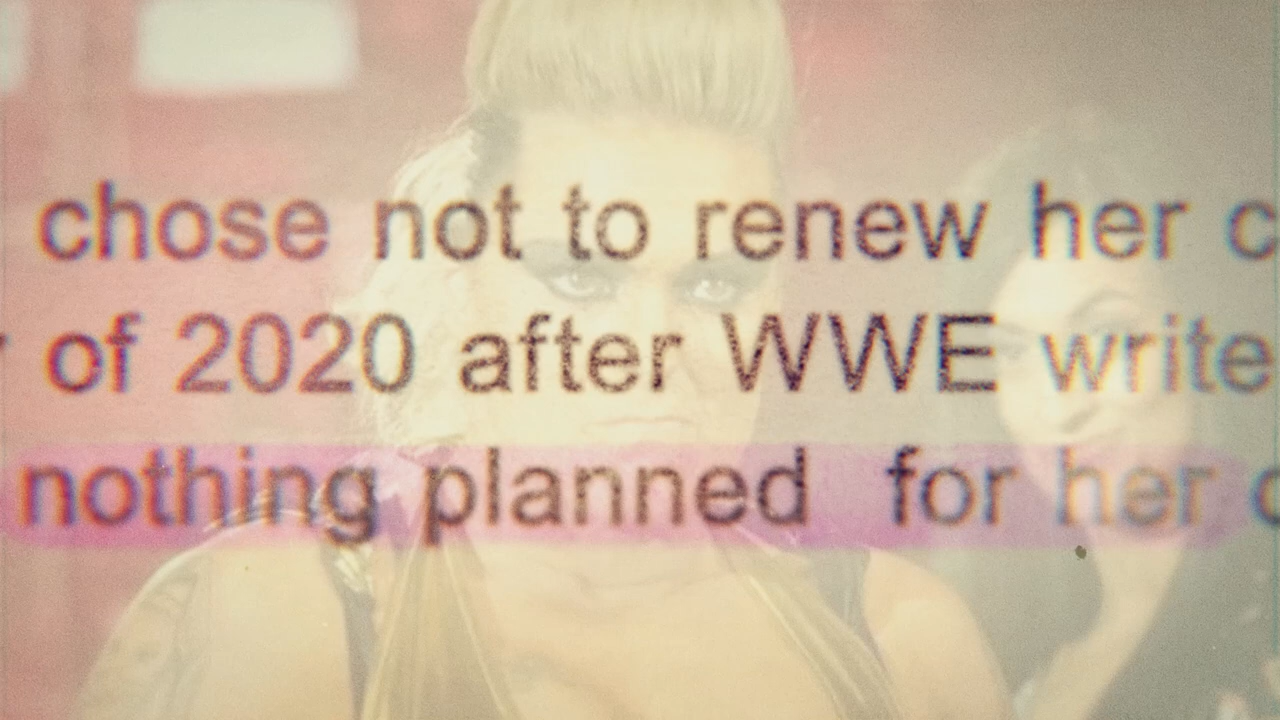 chose not to renew her c
of 2020 after WWE write
nothing planned for her